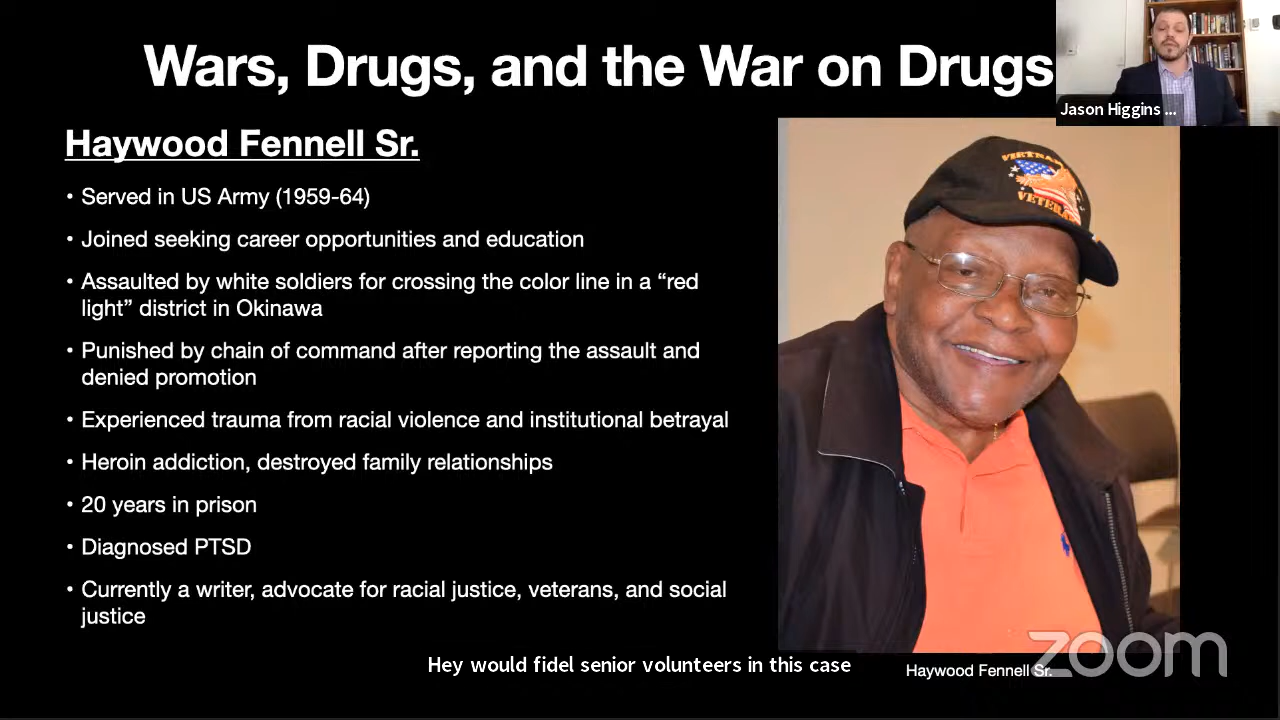 Wars, Drugs, and the War on Drugs
Jason Higgins ...
Haywood Fennell Sr.
• Served in US Army (1959-64)
• Joined seeking career opportunities and education
• Assaulted by white soldiers for crossing the color line in a “red
light” district in Okinawa
• Punished by chain of command after reporting the assault and
denied promotion
• Experienced trauma from racial violence and institutional betrayal
• Heroin addiction, destroyed family relationships
• 20 years in prison
• Diagnosed PTSD
• Currently a writer, advocate for racial justice, veterans, and social
justice
VIETNAM
VETERAN
Hey would fidel senior volunteers in this case
Haywood Fennell Sr.
zoom